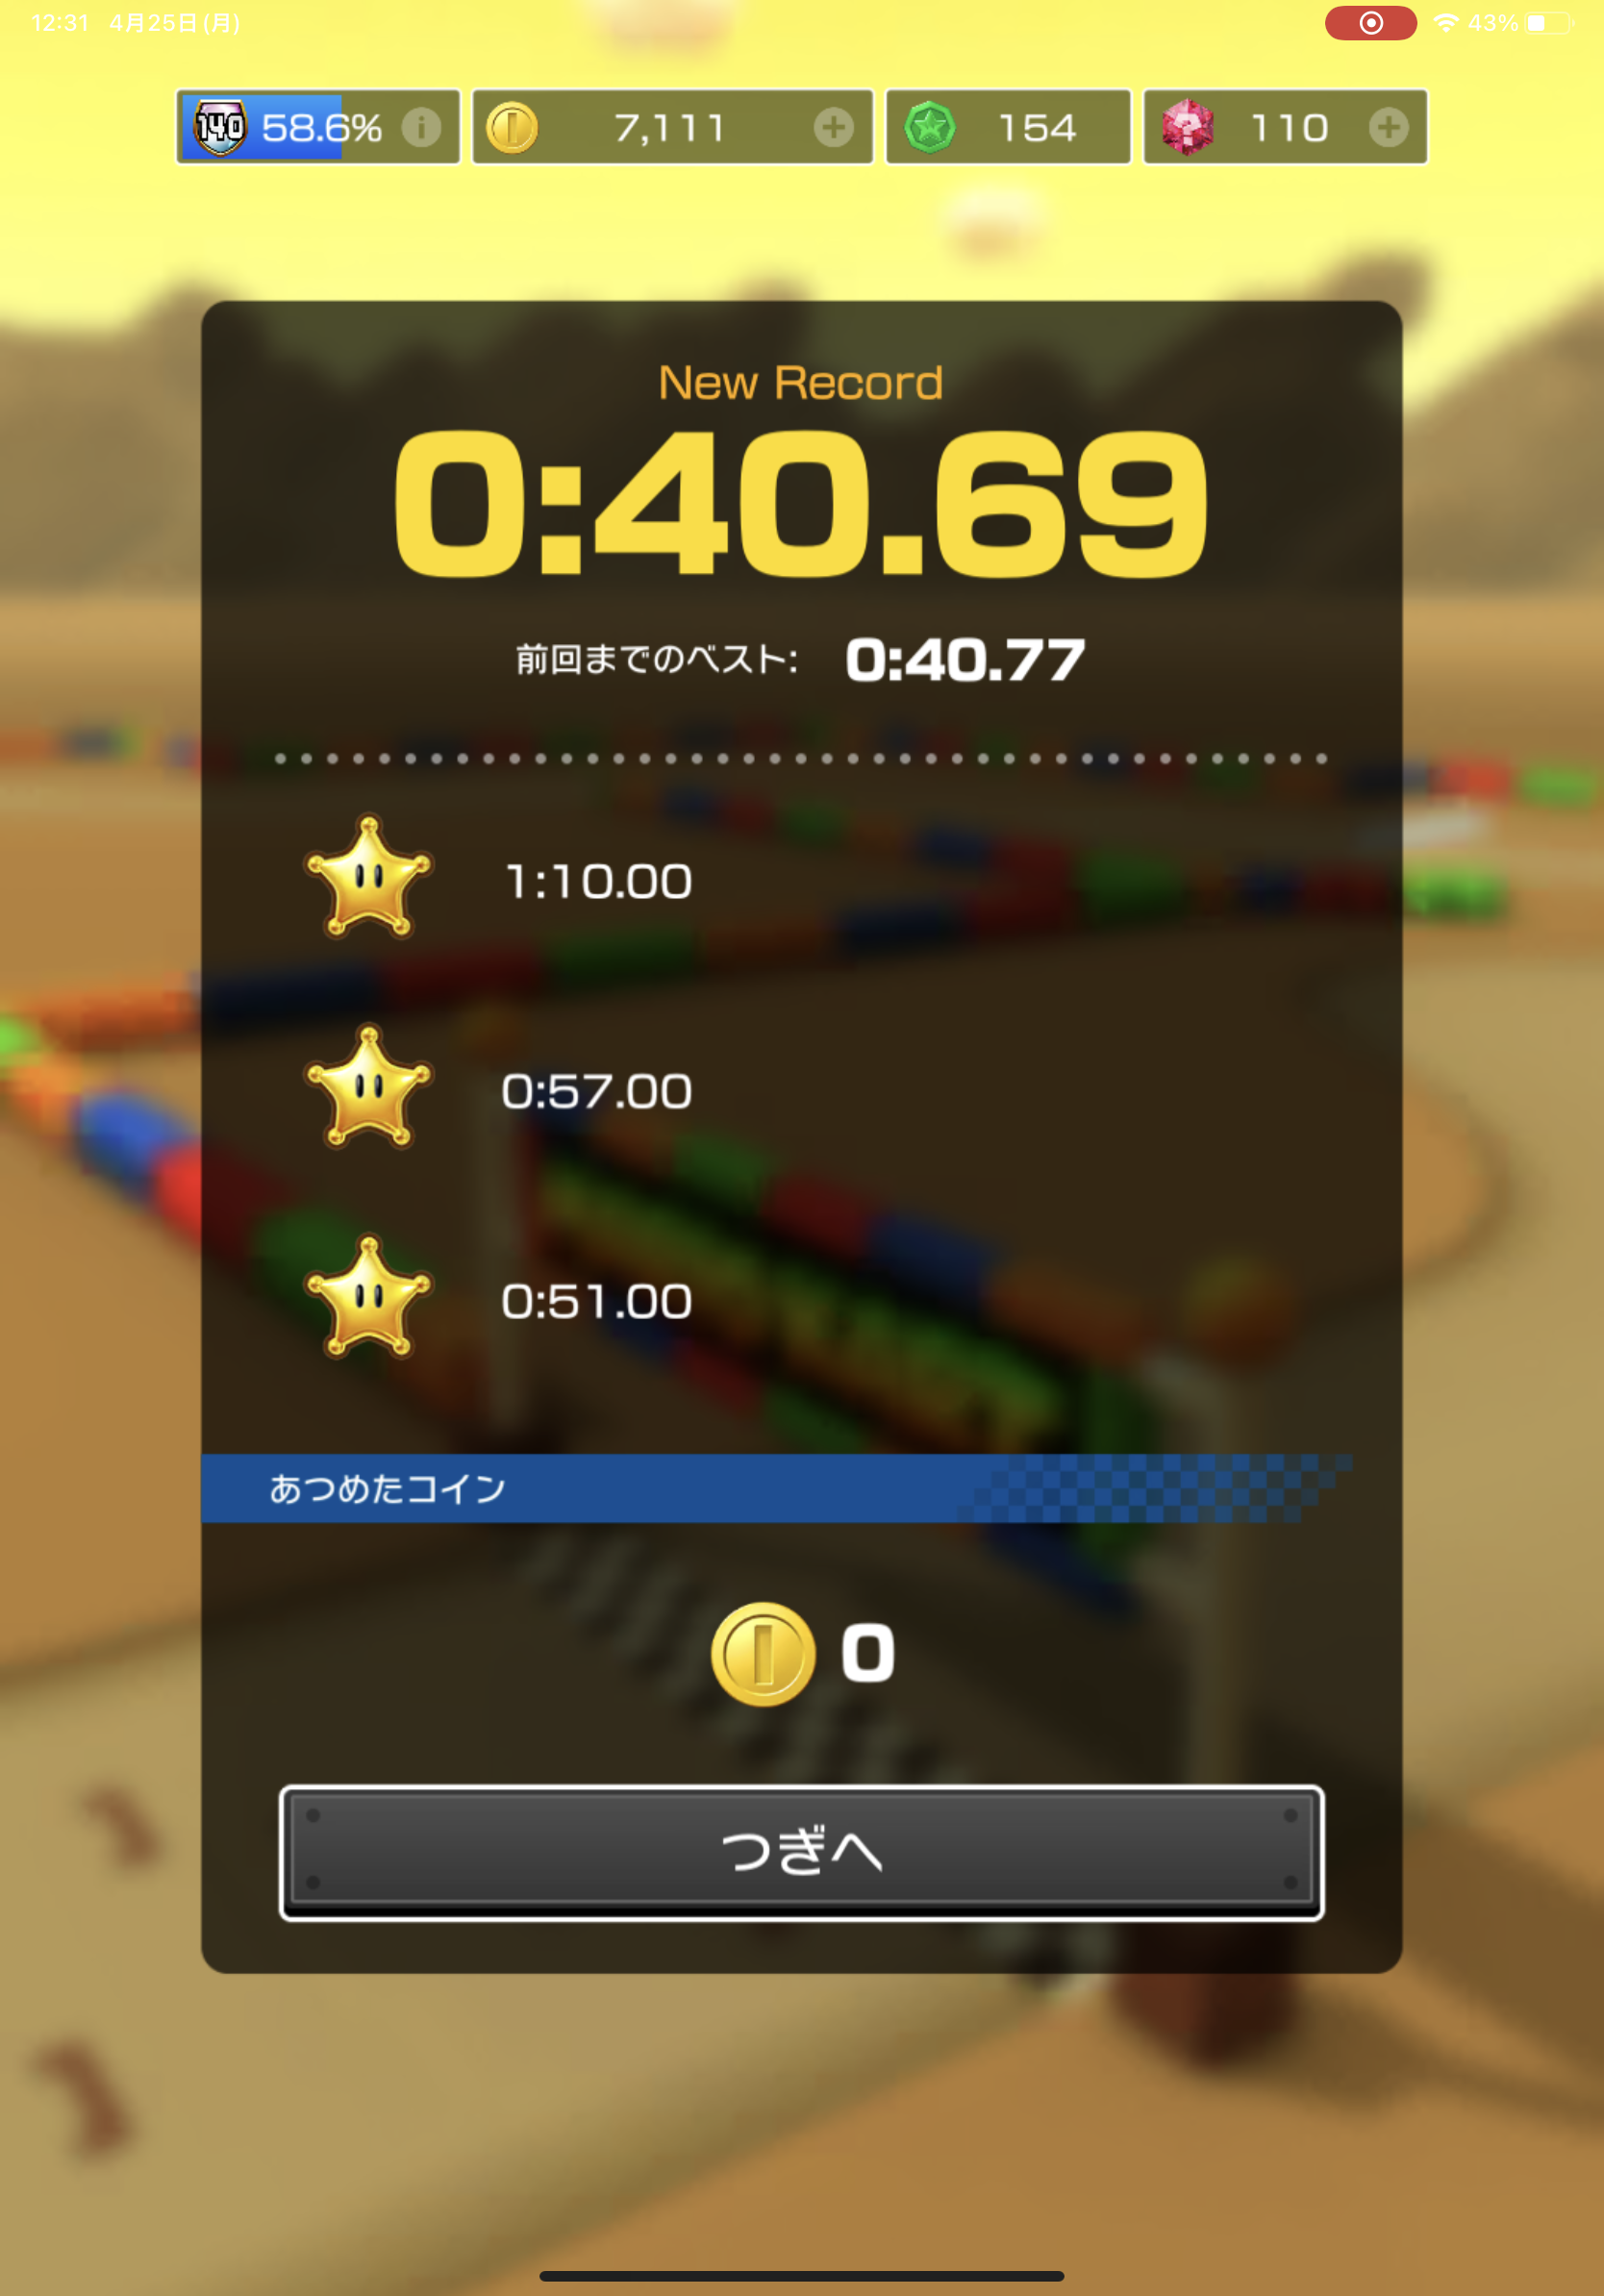 12:31 4月25日(月) 43%
140 58.6% i 7,111 + 154 ? 110 +
New Record
0:40.69
前回までのベスト: 0:40.77
1:10.00
0:57.00
0:51.00
あつめたコイン
0
つぎへ